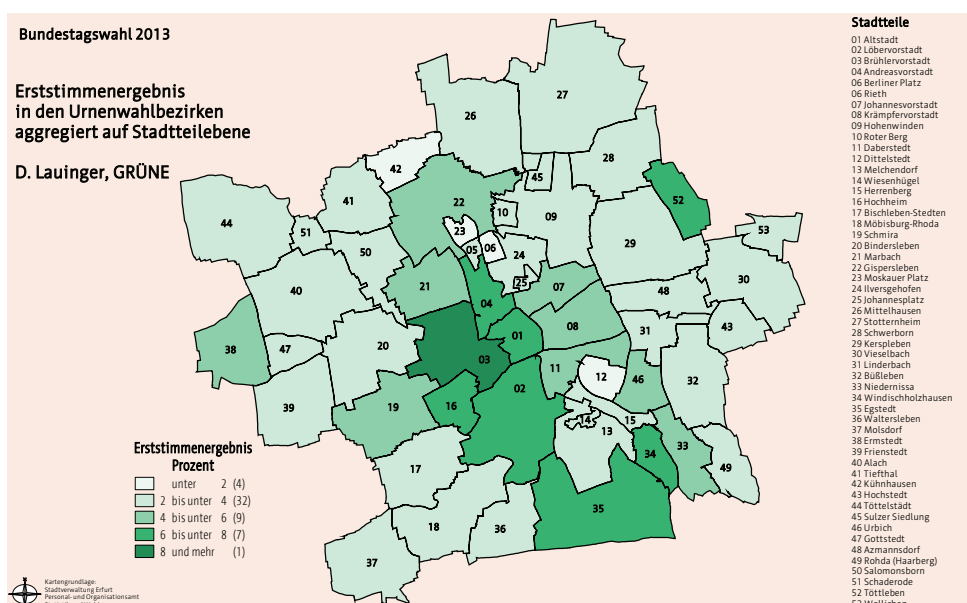 Bundestagswahl 2013
Erststimmenergebnis
in den Urnenwahlbezirken
aggregiert auf Stadtteilebene
D. Lauinger, GRÜNE
27
26
28
42
45
52
41
22
44
10
09
51
23
53
29
50
05
06
24
30
25
21
40
07
48
04
43
08
31
01
38
47
20
03
11
12
46
32
02
39
19
16
14
15
13
33
34
49
17
35
18
36
37
Erststimmenergebnis
Prozent
unter 2 (4)
2 bis unter 4 (32)
4 bis unter 6 (9)
6 bis unter 8 (7)
8 und mehr (1)
Kartengrundlage:
Stadtverwaltung Erfurt
Personal- und Organisationsamt
Stadtteile
01 Altstadt
02 Löbervorstadt
03 Brühlervorstadt
04 Andreasvorstadt
06 Berliner Platz
06 Rieth
07 Johannesvorstadt
08 Krämpfervorstadt
09 Hohenwinden
10 Roter Berg
11 Daberstedt
12 Dittelstedt
13 Melchendorf
14 Wiesenhügel
15 Herrenberg
16 Hochheim
17 Bischleben-Stedten
18 Möbisburg-Rhoda
19 Schmira
20 Bindersleben
21 Marbach
22 Gispersleben
23 Moskauer Platz
24 Ilversgehofen
25 Johannesplatz
26 Mittelhausen
27 Stotternheim
28 Schwerborn
29 Kerspleben
30 Vieselbach
31 Linderbach
32 Büßleben
33 Niedernissa
34 Windischholzhausen
35 Egstedt
36 Waltersleben
37 Molsdorf
38 Ermstedt
39 Frienstedt
40 Alach
41 Tiefthal
42 Kühnhausen
43 Hochstedt
44 Töttelstädt
45 Sulzer Siedlung
46 Urbich
47 Gottstedt
48 Azmannsdorf
49 Rohda (Haarberg)
50 Salomonsborn
51 Schaderode
52 Töttleben